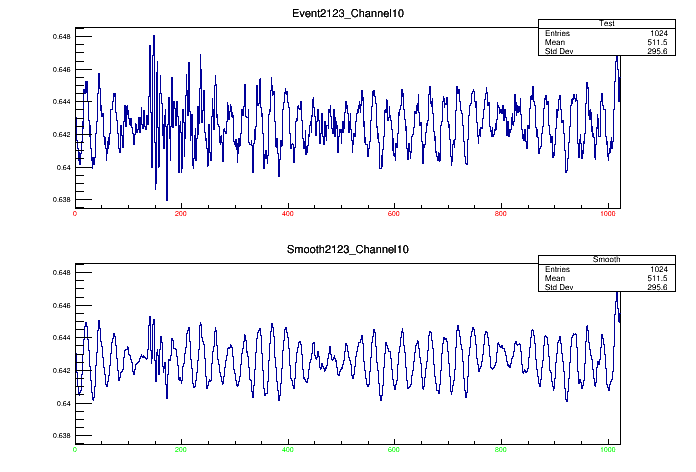 Event2123_Channel10
Test
Entries 1024
Mean 511.5
Std Dev 295.6
0.648
0.646
0.644
0.642
0.64
0.638
0 200 400 600 800 1000
Smooth2123_Channel10
Smooth
Entries 1024
Mean 511.5
Std Dev 295.6
0.648
0.646
0.644
0.642
0.64
0.638
0 200 400 600 800 1000